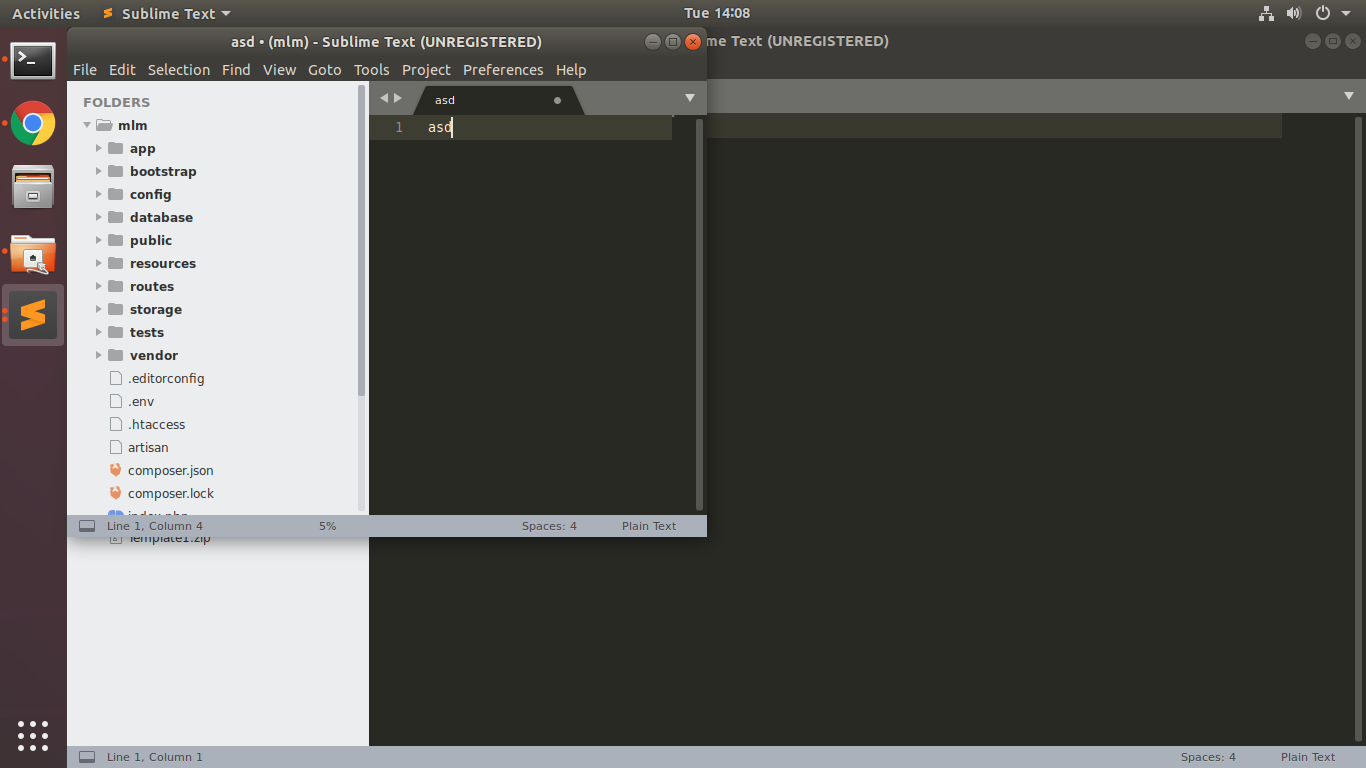 Activities Sublime Text Tue 14:08
asd • (mlm) - Sublime Text (UNREGISTERED)
me Text (UNREGISTERED)
File Edit Selection Find View Goto Tools Project Preferences Help
FOLDERS
mlm
app
bootstrap
config
database
public
resources
routes
storage
tests
vendor
.editorconfig
.env
.htaccess
artisan
composer.json
composer.lock
index.php
asd
1 asd
Line 1, Column 4 5% Spaces: 4 Plain Text
Template1.zip
Line 1, Column 1 Spaces: 4 Plain Text